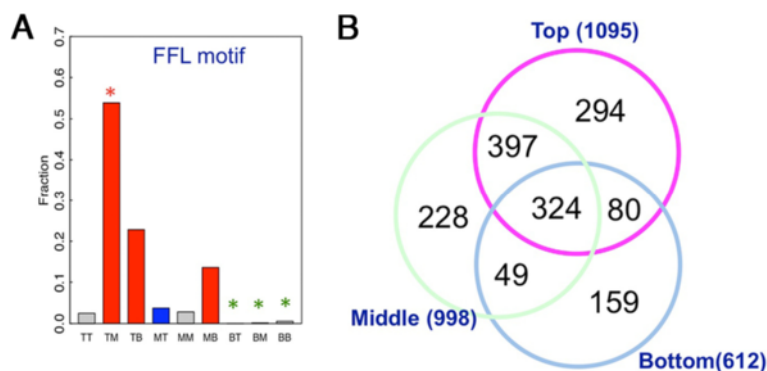 A
FFL motif
Fraction
0.7
0.6
0.5
0.4
0.3
0.2
0.1
0.0
*
* * *
TT TM TB MT MM MB BT BM BB
B
Top (1095)
294
397
324
80
228
49
159
Middle (998)
Bottom(612)